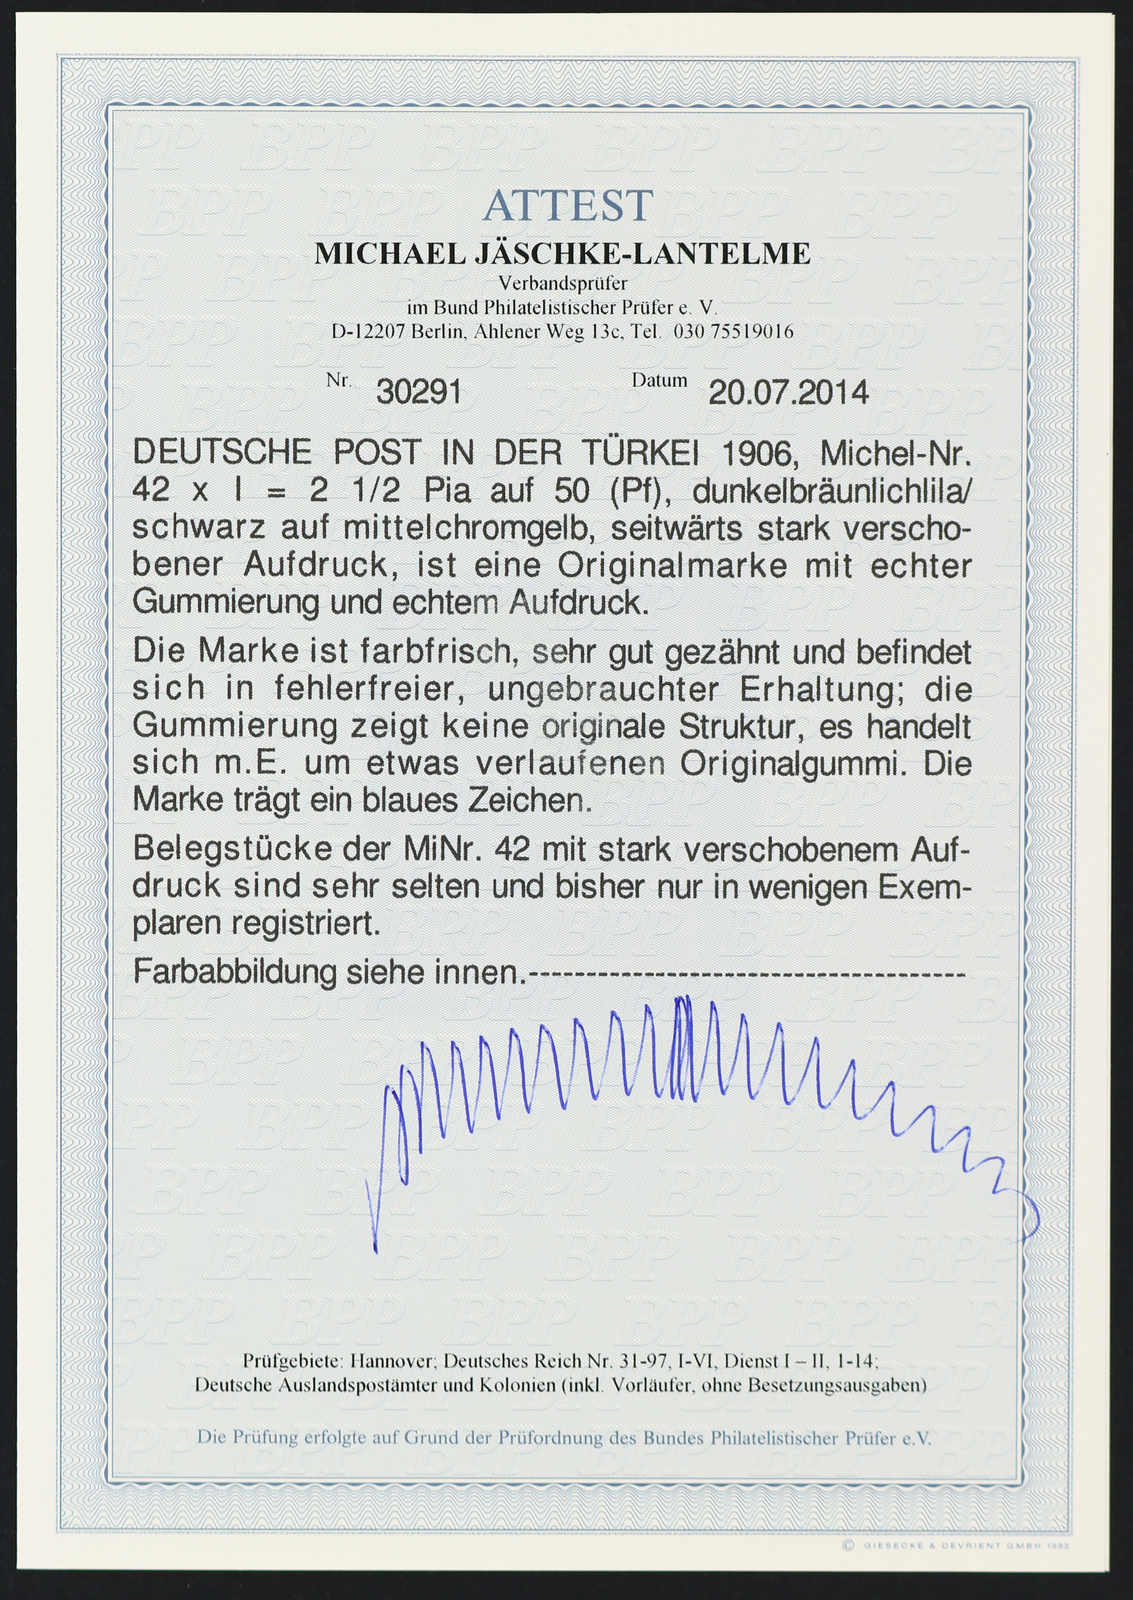 ATTEST
MICHAEL JÄSCHKE-LANTELME
Verbandsprüfer
im Bund Philatelistischer Prüfer e. V.
D-12207 Berlin, Ahlener Weg 13c, Tel. 030 75519016
Nr. 30291 Datum 20.07.2014
DEUTSCHE POST IN DER TÜRKEI 1906, Michel-Nr.
42 x I = 2 1/2 Pia auf 50 (Pf), dunkelbräunlichlila/
schwarz auf mittelchromgelb, seitwärts stark verscho-
bener Aufdruck, ist eine Originalmarke mit echter
Gummierung und echtem Aufdruck.
Die Marke ist farbfrisch, sehr gut gezähnt und befindet
sich in fehlerfreier, ungebrauchter Erhaltung; die
Gummierung zeigt keine originale Struktur, es handelt
sich m.E. um etwas verlaufenen Originalgummi. Die
Marke trägt ein blaues Zeichen.
Belegstücke der MiNr. 42 mit stark verschobenem Auf-
druck sind sehr selten und bisher nur in wenigen Exem-
plaren registriert.
Farbabbildung siehe innen.--------------------------------------
Prüfgebiete: Hannover; Deutsches Reich Nr. 31-97, I-VI, Dienst I – II, 1-14;
Deutsche Auslandspostämter und Kolonien (inkl. Vorläufer, ohne Besetzungsausgaben)
Die Prüfung erfolgte auf Grund der Prüfordnung des Bundes Philatelistischer Prüfer e.V.
© GIESECKE & DEVRIENT GMBH